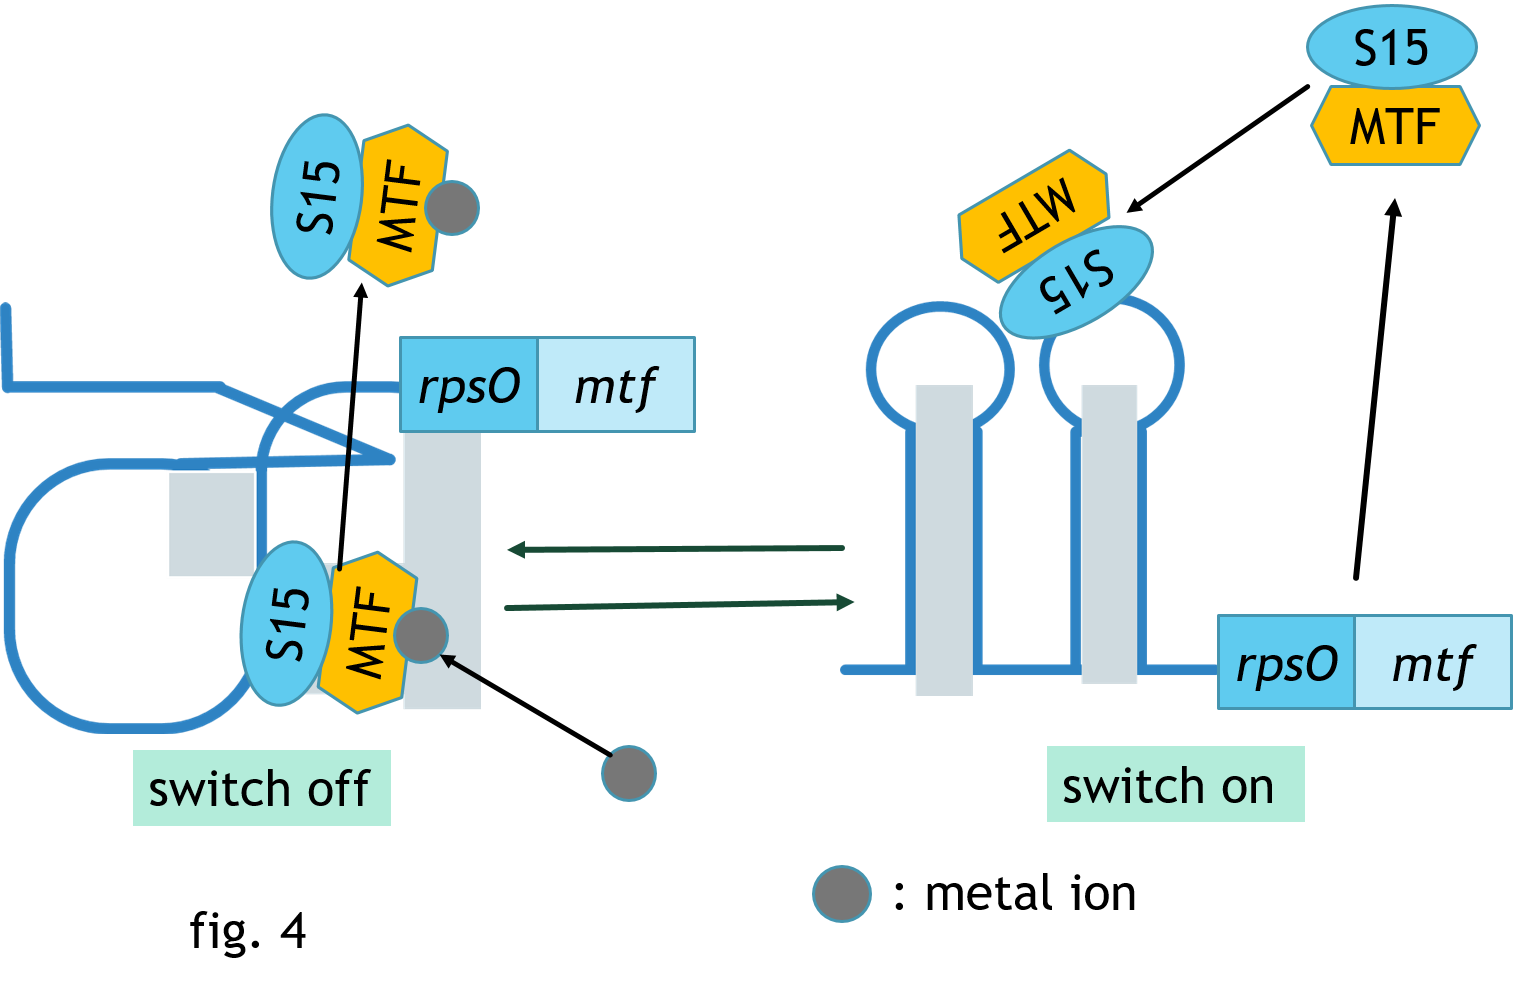 S15
MTF
S15
MTF
MTF
S15
rpsO
mtf
S15
MTF
rpsO
mtf
switch off
switch on
: metal ion
fig. 4